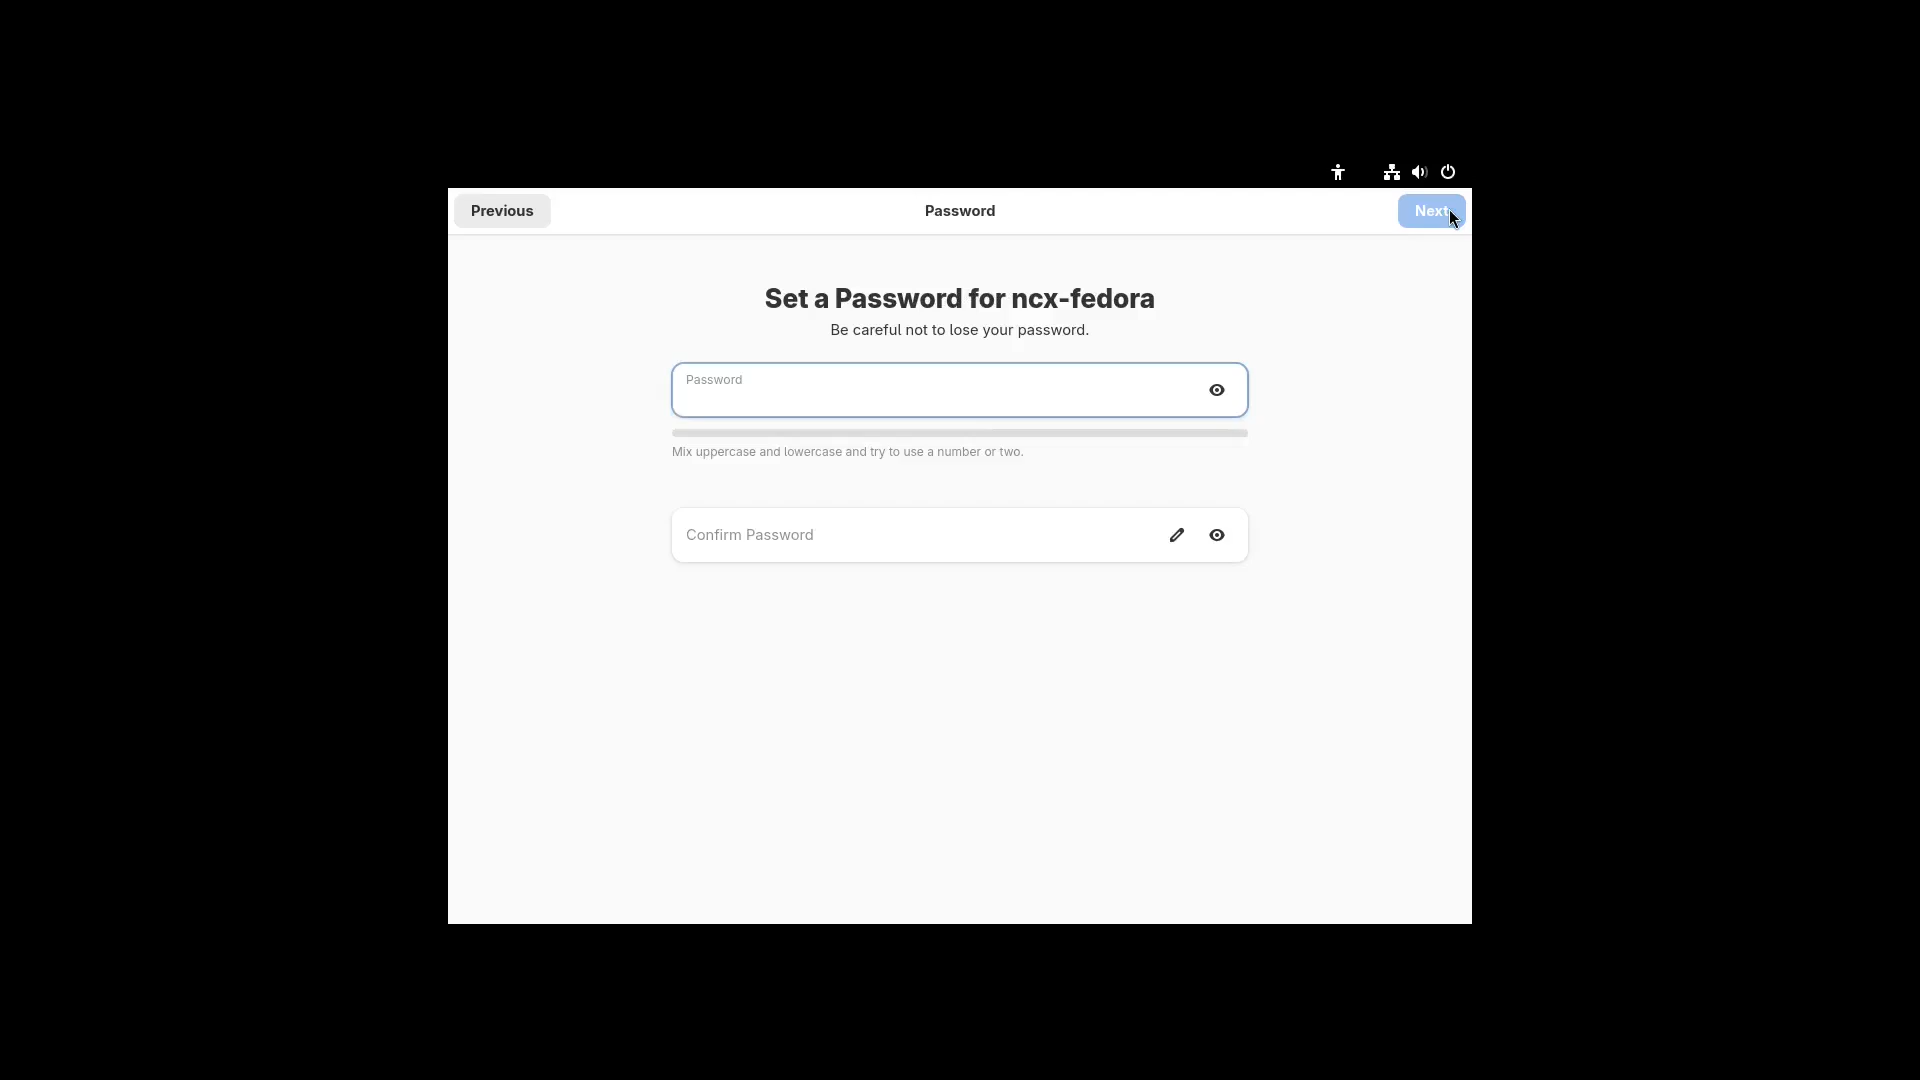 Previous
Password
Next
Set a Password for ncx-fedora
Be careful not to lose your password.
Password
Mix uppercase and lowercase and try to use a number or two.
Confirm Password